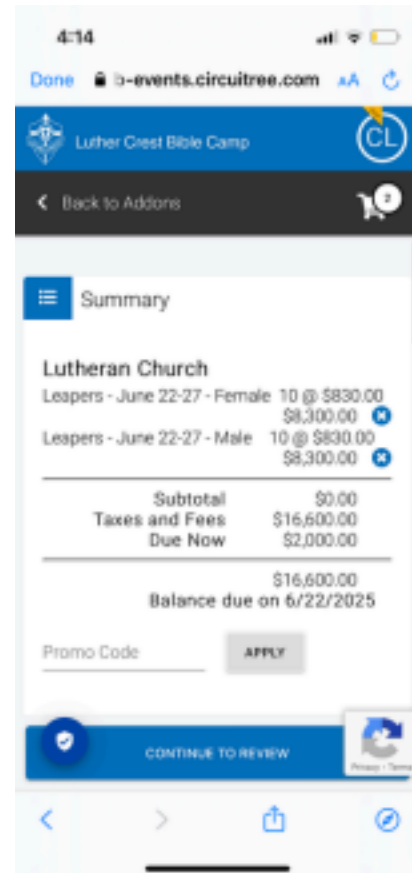 4:14
Done b-events.circuitree.com AA
Luther Crest Bible Camp CL
Back to Addons 2
Summary
Lutheran Church
Leapers - June 22-27 - Female 10 @ $830.00
$8,300.00
Leapers - June 22-27 - Male 10 @ $830.00
$8,300.00
Subtotal $0.00
Taxes and Fees $16,600.00
Due Now $2,000.00
$16,600.00
Balance due on 6/22/2025
Promo Code APPLY
CONTINUE TO REVIEW
Privacy - Terms